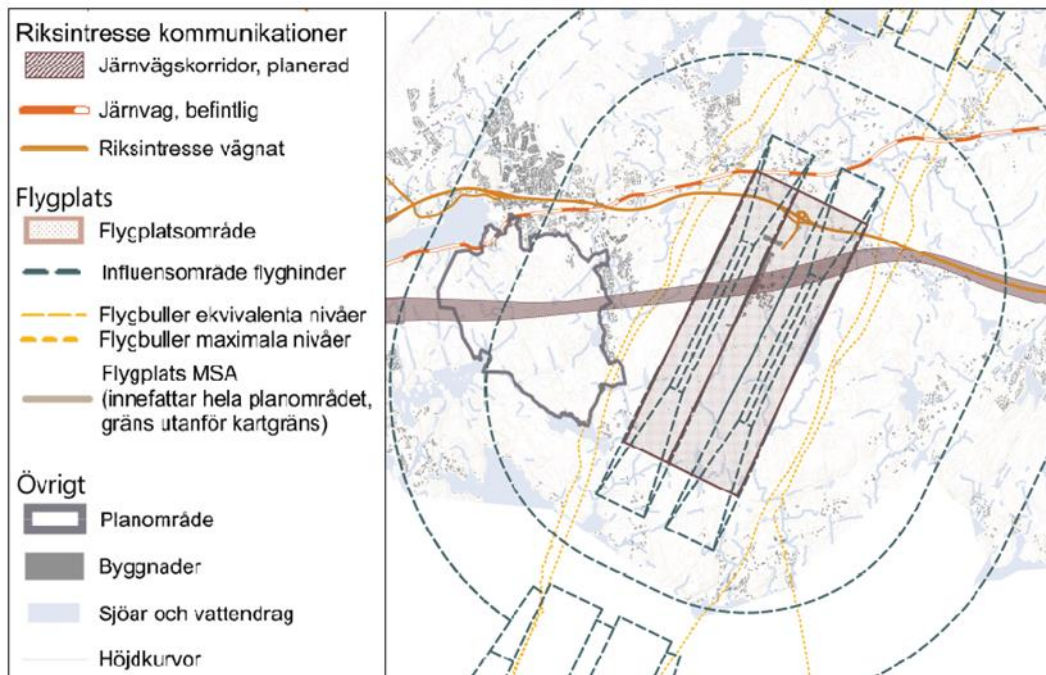 Riksintresse kommunikationer
Järnvägskorridor, planerad
Järnvag, befintlig
Riksintresse vägnat
Flygplats
Flygplatsområde
Influensområde flyghinder
Flygbuller ekvivalenta nivåer
Flygbuller maximala nivåer
Flygplats MSA
(innefattar hela planområdet,
gräns utanför kartgräns)
Övrigt
Planområde
Byggnader
Sjöar och vattendrag
Höjdkurvor